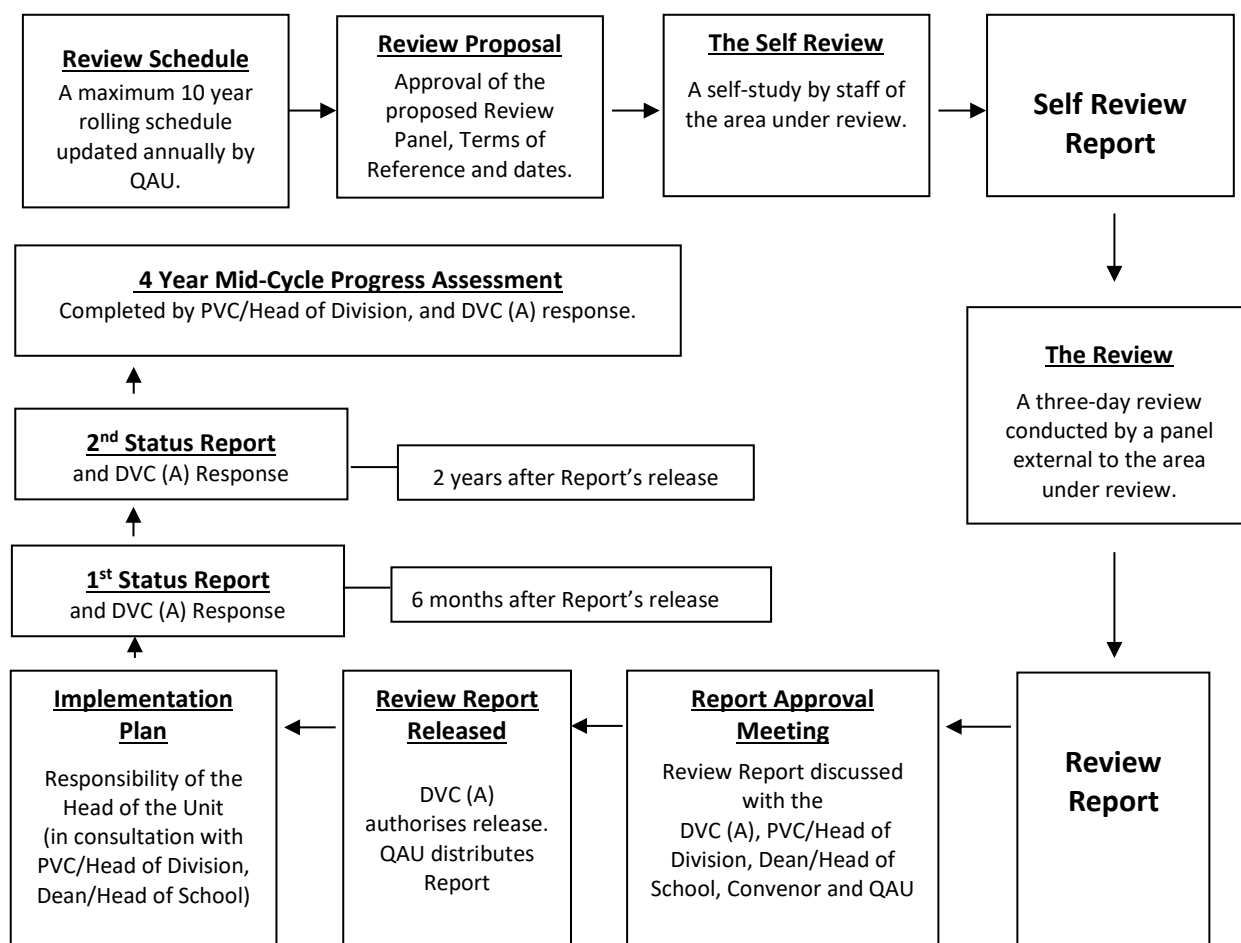 Review Schedule
A maximum 10 year
rolling schedule
updated annually by
QAU.
Review Proposal
Approval of the
proposed Review
Panel, Terms of
Reference and dates.
The Self Review
A self-study by staff of
the area under review.
Self Review
Report
4 Year Mid-Cycle Progress Assessment
Completed by PVC/Head of Division, and DVC (A) response.
The Review
A three-day review
conducted by a panel
external to the area
under review.
2nd Status Report
and DVC (A) Response
2 years after Report’s release
1st Status Report
and DVC (A) Response
6 months after Report’s release
Implementation
Plan
Responsibility of the
Head of the Unit
(in consultation with
PVC/Head of Division,
Dean/Head of School)
Review Report
Released
DVC (A)
authorises release.
QAU distributes
Report
Report Approval
Meeting
Review Report discussed
with the
DVC (A), PVC/Head of
Division, Dean/Head of
School, Convenor and QAU
Review
Report